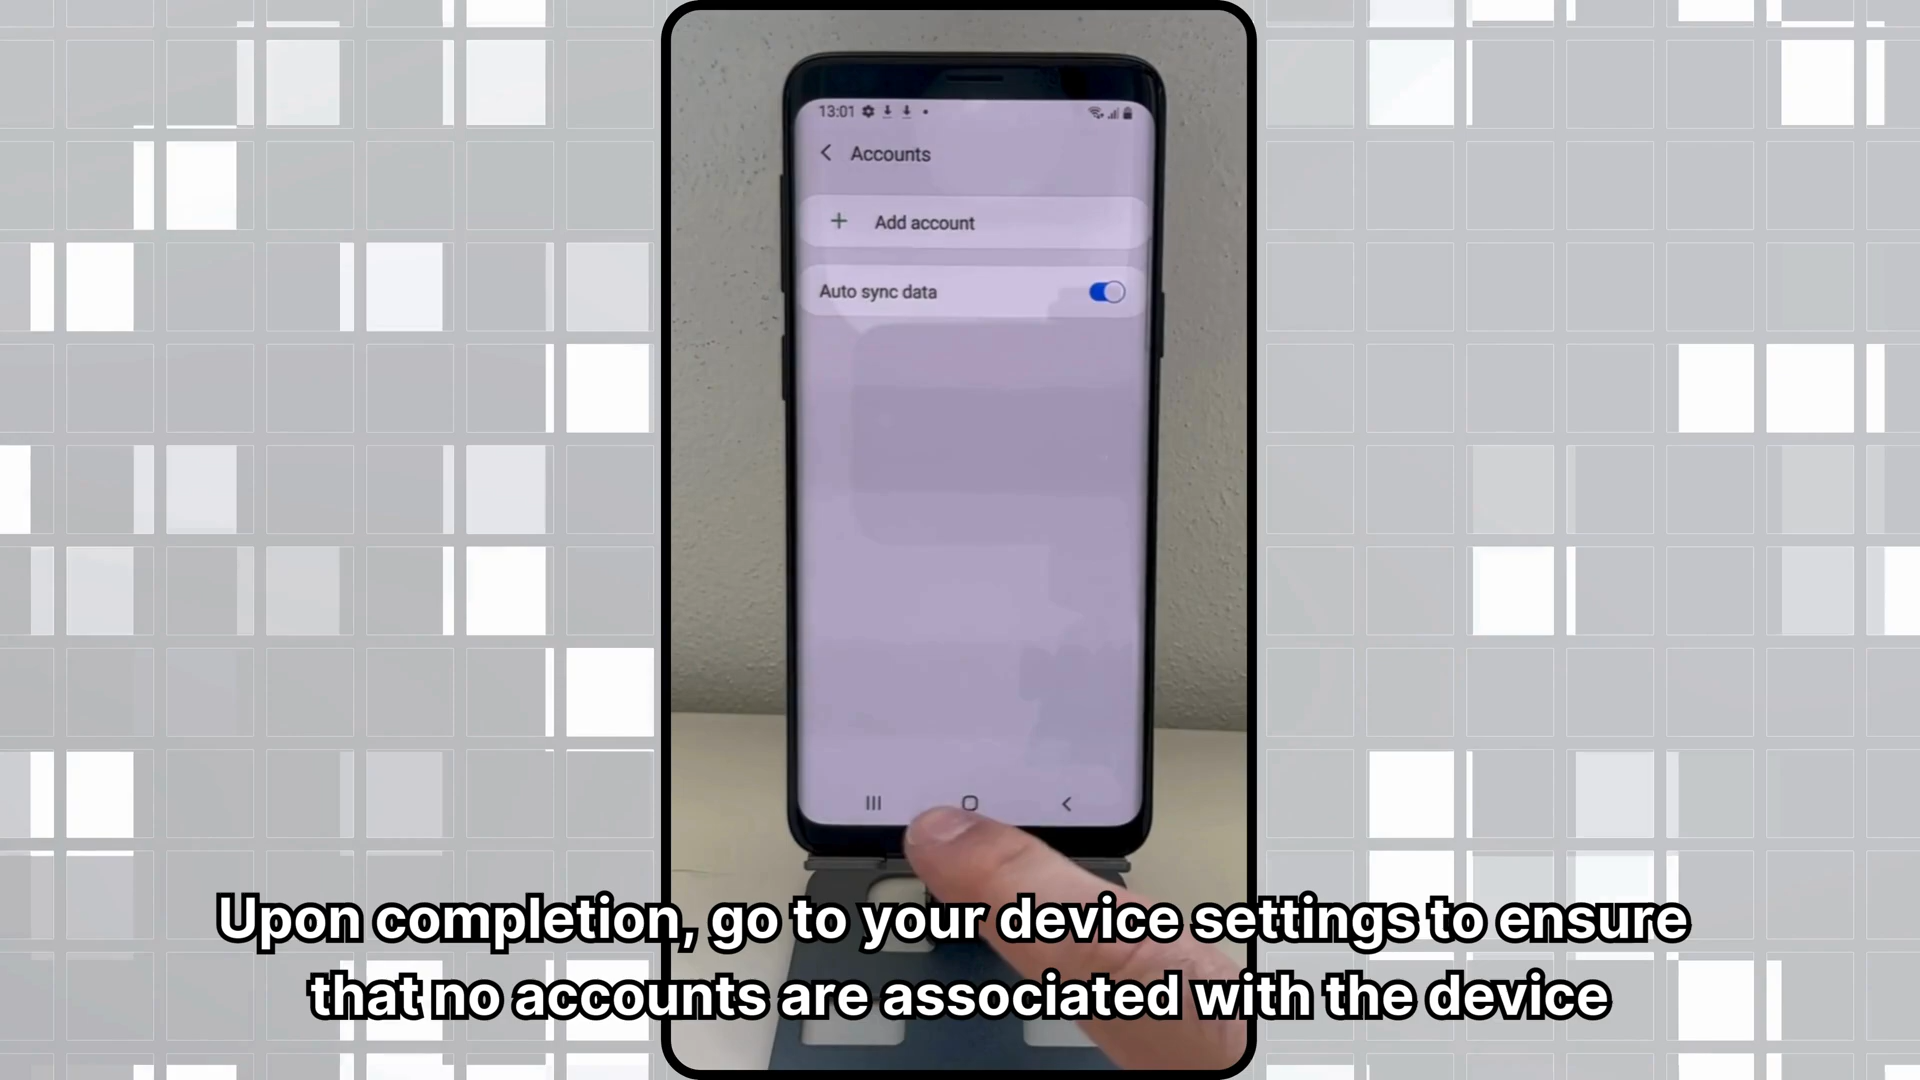 13:01
Accounts
Add account
Auto sync data
Upon completion, go to your device settings to ensure
that no accounts are associated with the device